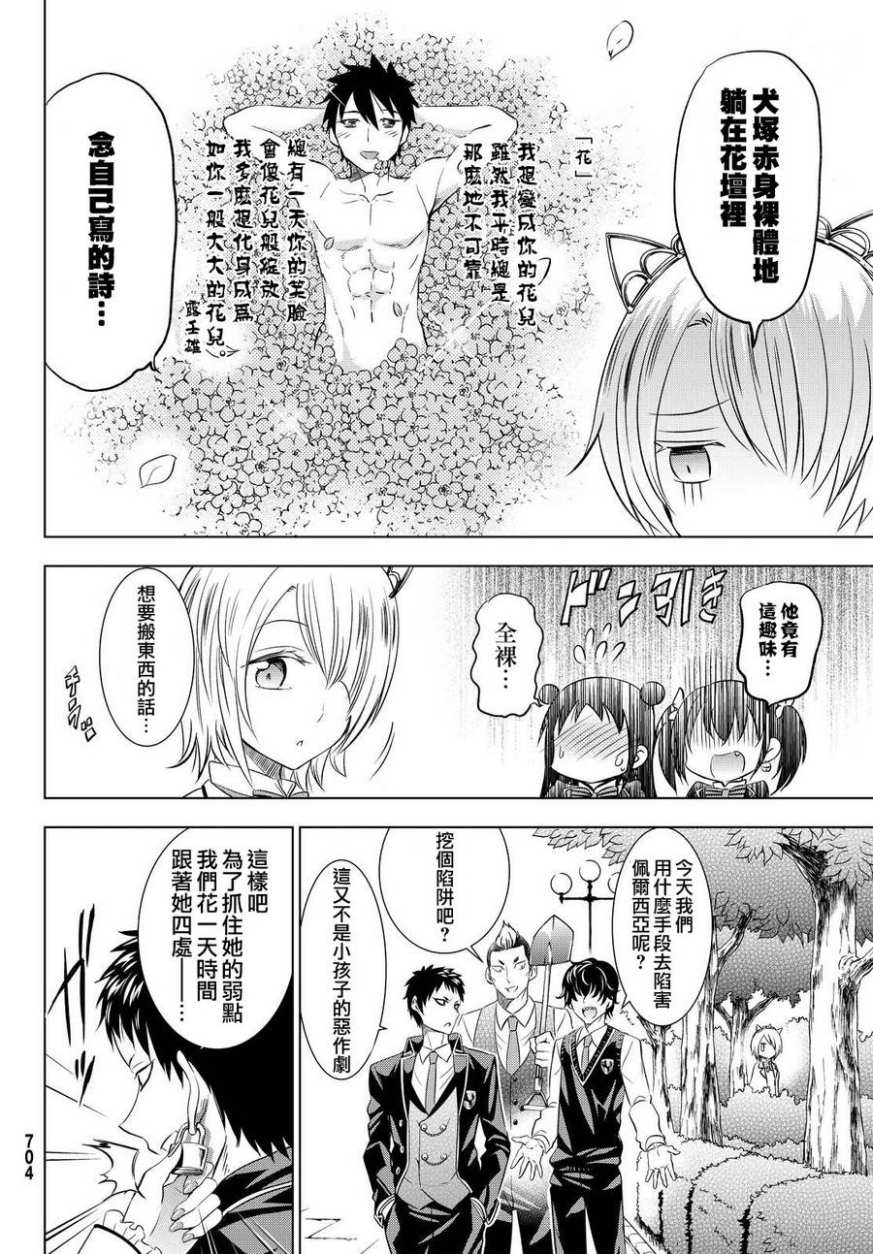 犬塚赤身裸體地
躺在花壇裡
「花」
我想變成你的花兒
雖然我平時總是
那麼地不可靠
總有一天你的笑臉
會像花兒般綻放
我多麼想化身成為
如你一般大大的花兒
露壬雄
念自己寫的詩…
他竟有
這趣味…
ドン引き
全裸…
想要搬東西的話…
チラッ
今天我們
用什麼手段去陷害
佩爾西亞呢?
挖個陷阱吧?
這又不是小孩子的惡作劇
這樣吧
為了抓住她的弱點
我們花一天時間
跟著她四處——…
704